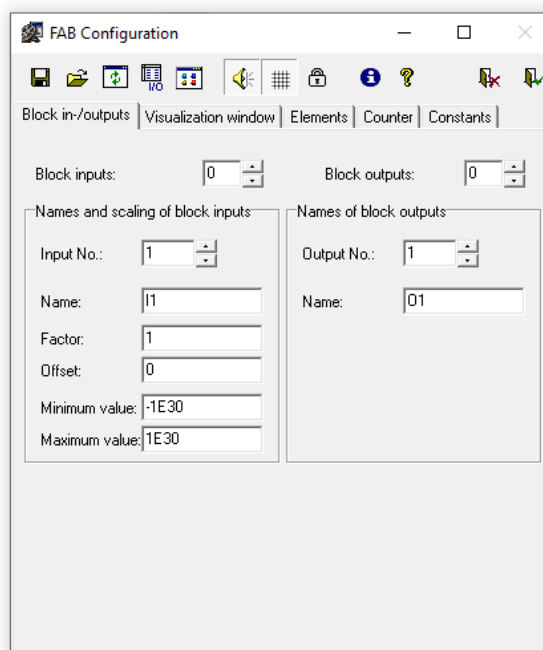 FAB Configuration
I/O
Block in-/outputs Visualization window Elements Counter Constants
Block inputs: 0 Block outputs: 0
Names and scaling of block inputs Names of block outputs
Input No.: 1 Output No.: 1
Name: I1 Name: O1
Factor: 1
Offset: 0
Minimum value: -1E30
Maximum value: 1E30